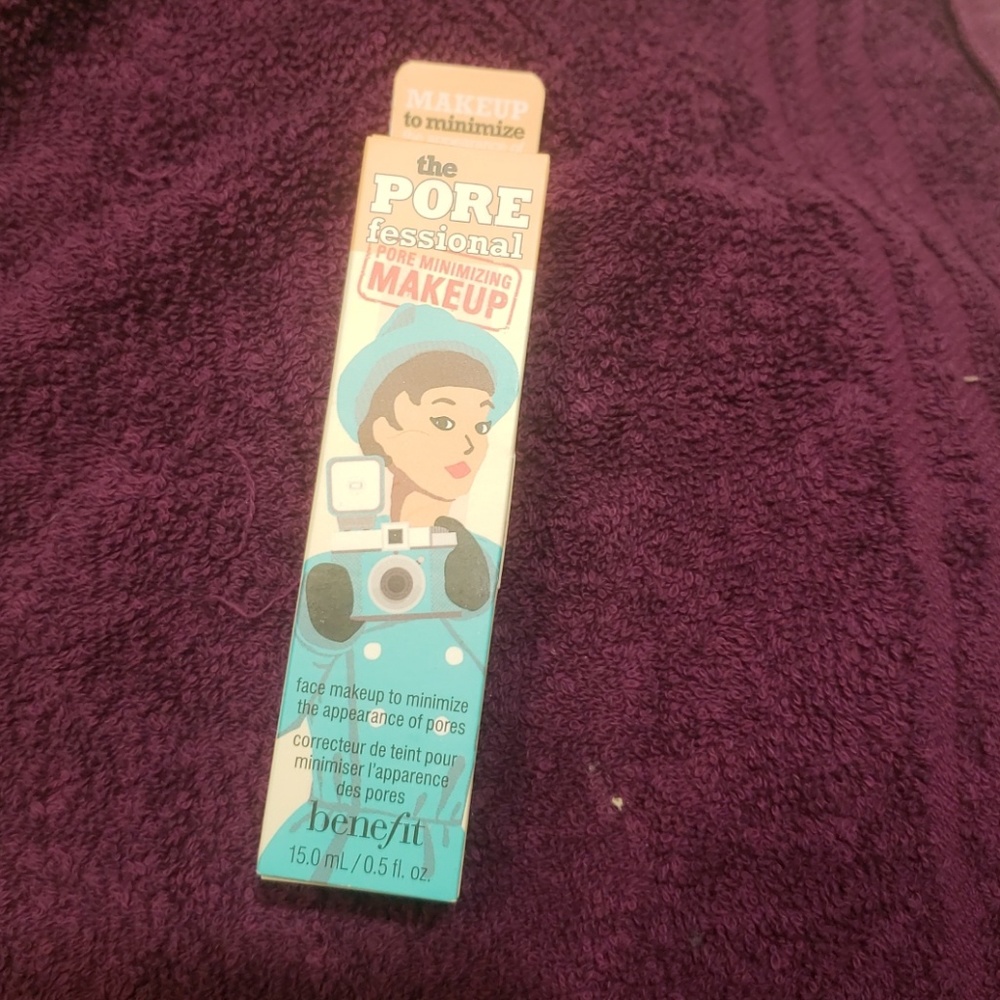 MAKEUP
to minimize
the
PORE
fessional
PORE MINIMIZING
MAKEUP
face makeup to minimize
the appearance of pores
correcteur de teint pour
minimiser l'apparence
des pores
benefit
15.0 mL / 0.5 fl. oz.